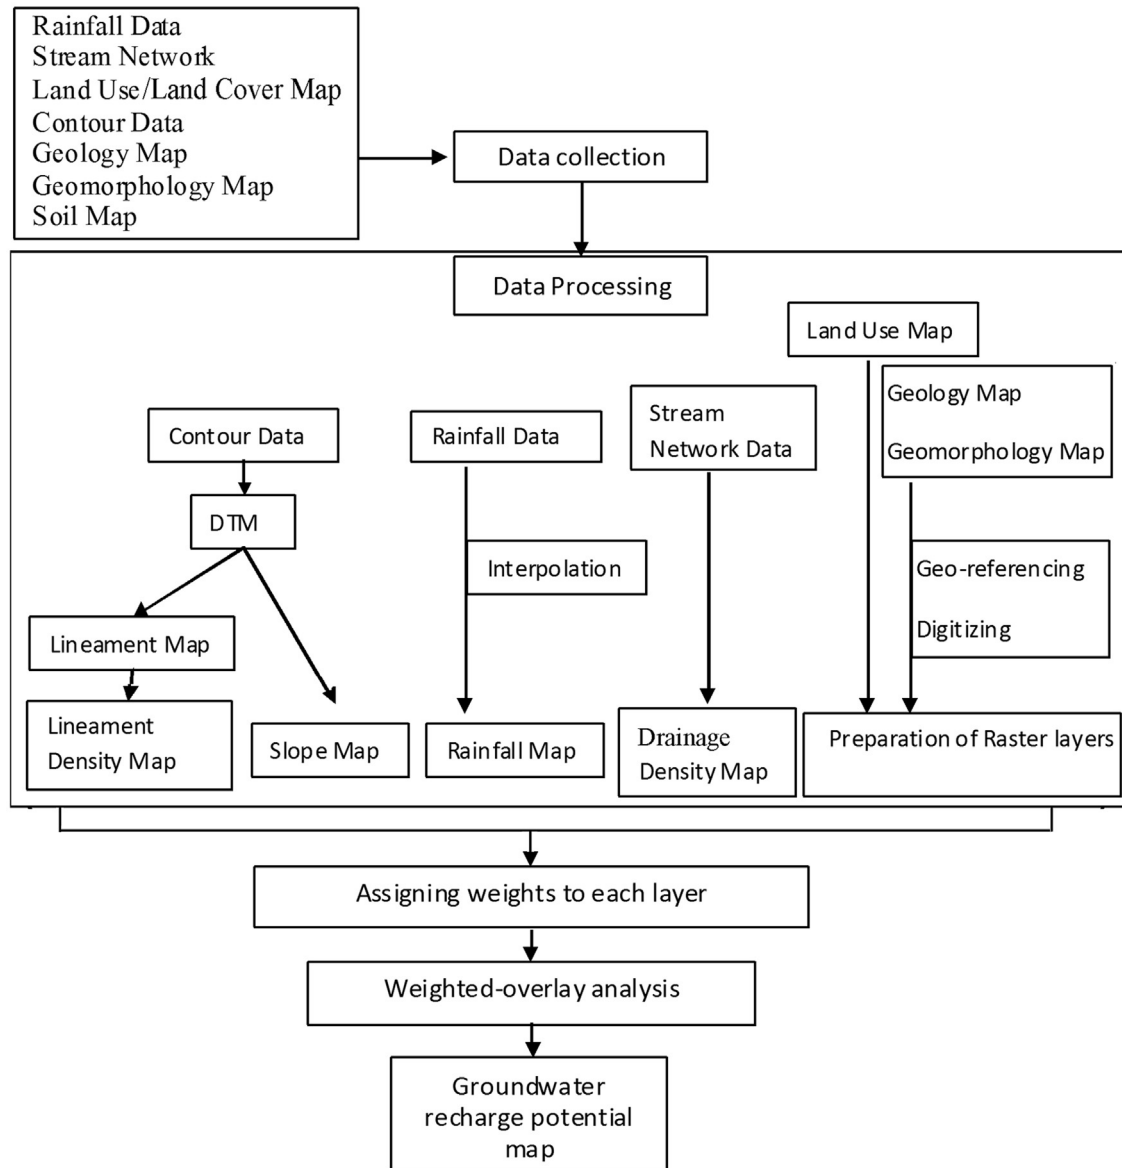 Rainfall Data
Stream Network
Land Use/Land Cover Map
Contour Data
Geology Map
Geomorphology Map
Soil Map
Data collection
Data Processing
Land Use Map
Geology Map
Geomorphology Map
Stream
Network Data
Contour Data
Rainfall Data
DTM
Interpolation
Geo-referencing
Digitizing
Lineament Map
Lineament
Density Map
Slope Map
Rainfall Map
Drainage
Density Map
Preparation of Raster layers
Assigning weights to each layer
Weighted-overlay analysis
Groundwater
recharge potential
map